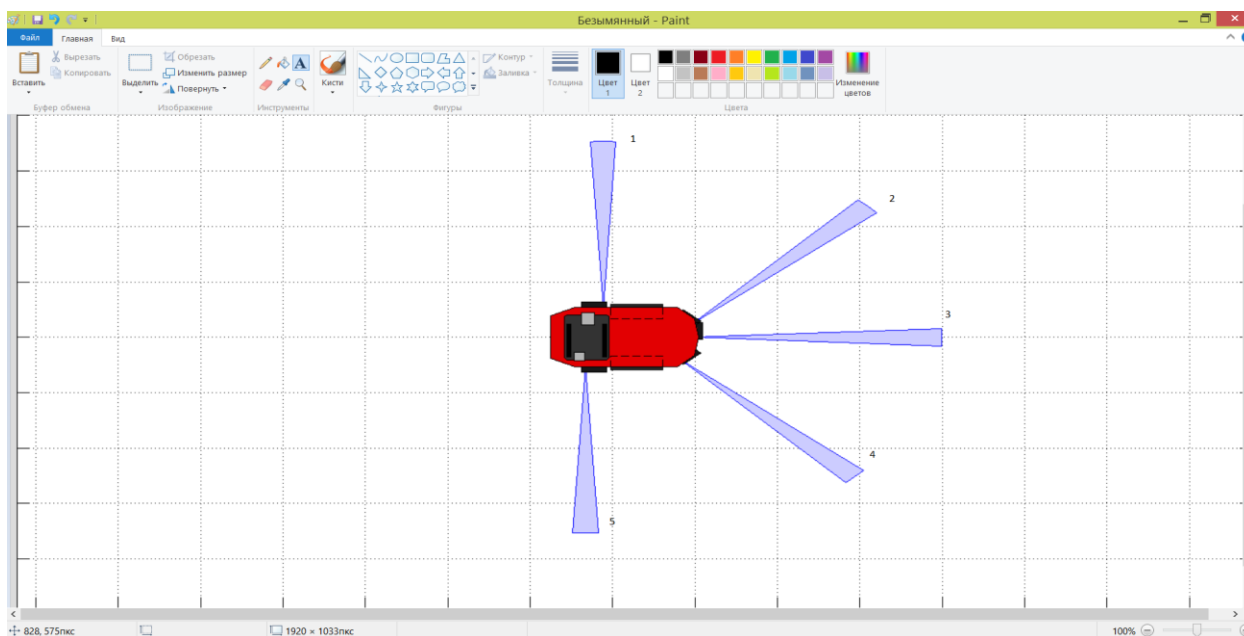 Безымянный - Paint
Файл Главная Вид
Вставить
Вырезать
Копировать
Буфер обмена
Выделить
Обрезать
Изменить размер
Повернуть
Изображение
A
Инструменты
Кисти
Контур
Заливка
Фигуры
Толщина
Цвет 1
Цвет 2
Изменение цветов
Цвета
1
2
3
4
5
828, 575пкс 1920 × 1033пкс 100%